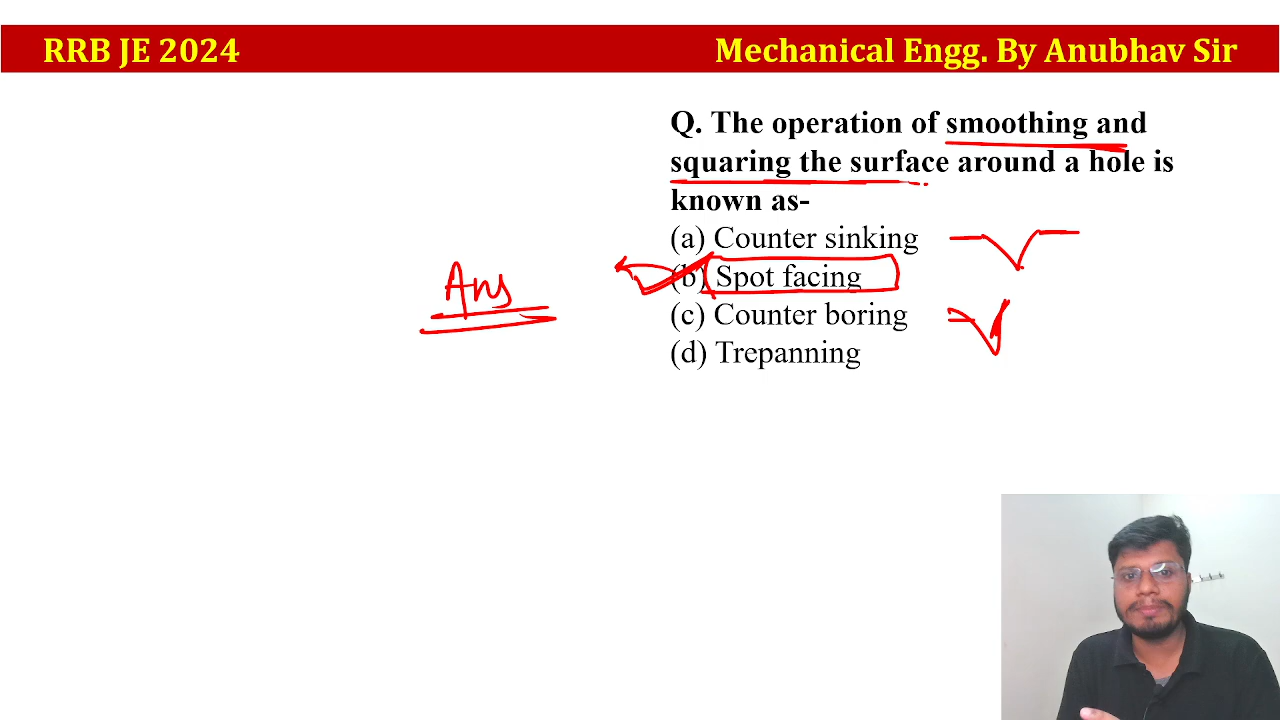 RRB JE 2024
Mechanical Engg. By Anubhav Sir
Q. The operation of smoothing and
squaring the surface around a hole is
known as-
(a) Counter sinking
(b) Spot facing
(c) Counter boring
(d) Trepanning
Ans